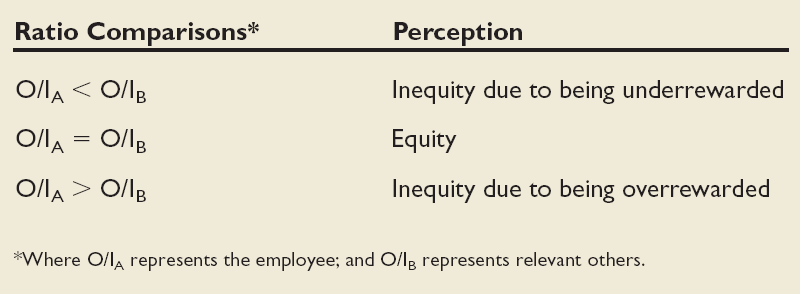 Ratio Comparisons* Perception
O/I_A < O/I_B Inequity due to being underrewarded
O/I_A = O/I_B Equity
O/I_A > O/I_B Inequity due to being overrewarded
*Where O/I_A represents the employee; and O/I_B represents relevant others.